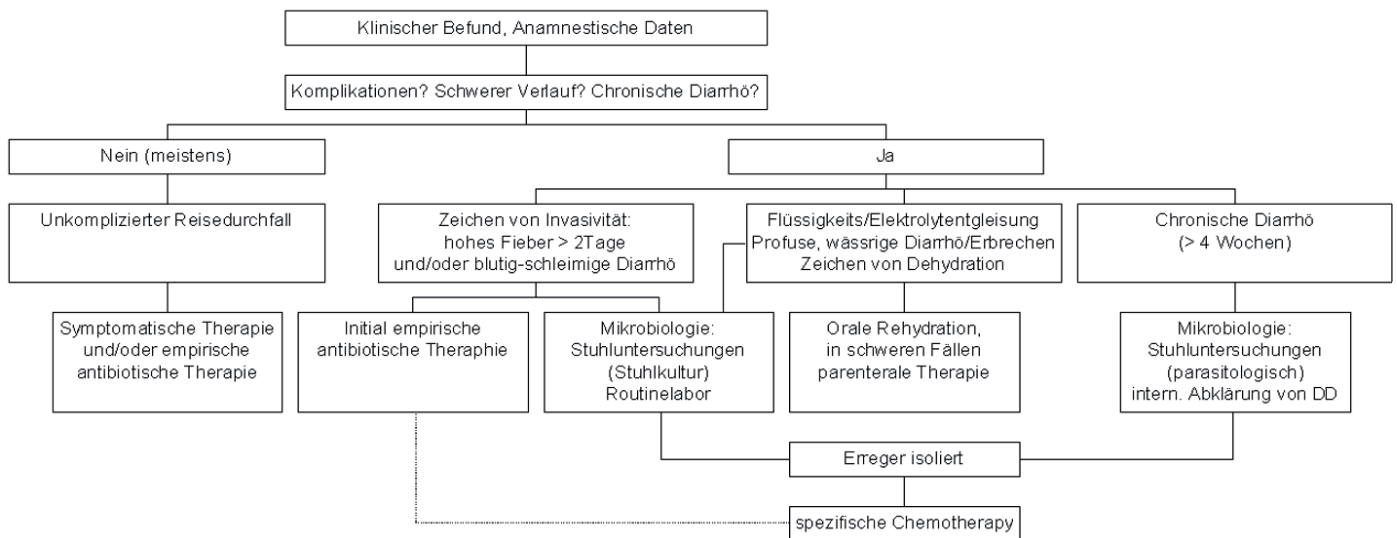 Klinischer Befund, Anamnestische Daten
Komplikationen? Schwerer Verlauf? Chronische Diarrhö?
Nein (meistens)
Ja
Unkomplizierter Reisedurchfall
Zeichen von Invasivität:
hohes Fieber > 2Tage
und/oder blutig-schleimige Diarrhö
Flüssigkeits/Elektrolytentgleisung
Profuse, wässrige Diarrhö/Erbrechen
Zeichen von Dehydration
Chronische Diarrhö
(> 4 Wochen)
Symptomatische Therapie
und/oder empirische
antibiotische Therapie
Initial empirische
antibiotische Theraphie
Mikrobiologie:
Stuhluntersuchungen
(Stuhlkultur)
Routinelabor
Orale Rehydration,
in schweren Fällen
parenterale Therapie
Mikrobiologie:
Stuhluntersuchungen
(parasitologisch)
intern. Abklärung von DD
Erreger isoliert
spezifische Chemotherapy